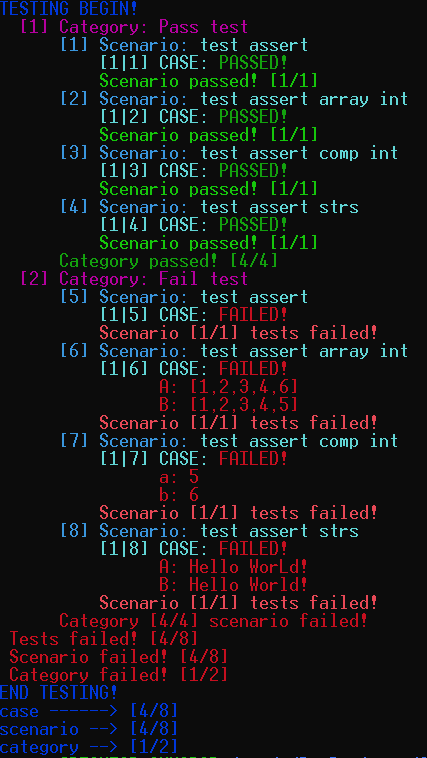 TESTING BEGIN!
[1] Category: Pass test
[1] Scenario: test assert
[1|1] CASE: PASSED!
Scenario passed! [1/1]
[2] Scenario: test assert array int
[1|2] CASE: PASSED!
Scenario passed! [1/1]
[3] Scenario: test assert comp int
[1|3] CASE: PASSED!
Scenario passed! [1/1]
[4] Scenario: test assert strs
[1|4] CASE: PASSED!
Scenario passed! [1/1]
Category passed! [4/4]
[2] Category: Fail test
[5] Scenario: test assert
[1|5] CASE: FAILED!
Scenario [1/1] tests failed!
[6] Scenario: test assert array int
[1|6] CASE: FAILED!
A: [1,2,3,4,6]
B: [1,2,3,4,5]
Scenario [1/1] tests failed!
[7] Scenario: test assert comp int
[1|7] CASE: FAILED!
a: 5
b: 6
Scenario [1/1] tests failed!
[8] Scenario: test assert strs
[1|8] CASE: FAILED!
A: Hello WorLd!
B: Hello World!
Scenario [1/1] tests failed!
Category [4/4] scenario failed!
Tests failed! [4/8]
Scenario failed! [4/8]
Category failed! [1/2]
END TESTING!
case ------> [4/8]
scenario --> [4/8]
category --> [1/2]